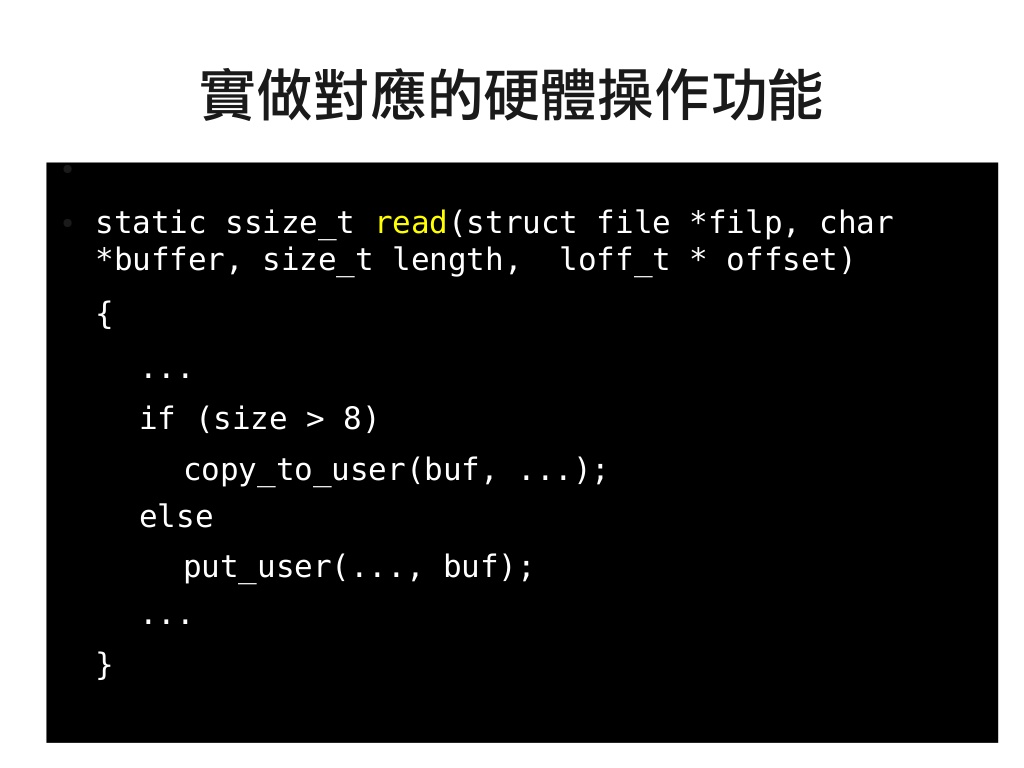 實做對應的硬體操作功能
•
• static ssize_t read(struct file *filp, char
*buffer, size_t length,  loff_t * offset)
{
...
if (size > 8)
copy_to_user(buf, ...);
else
put_user(..., buf);
...
}